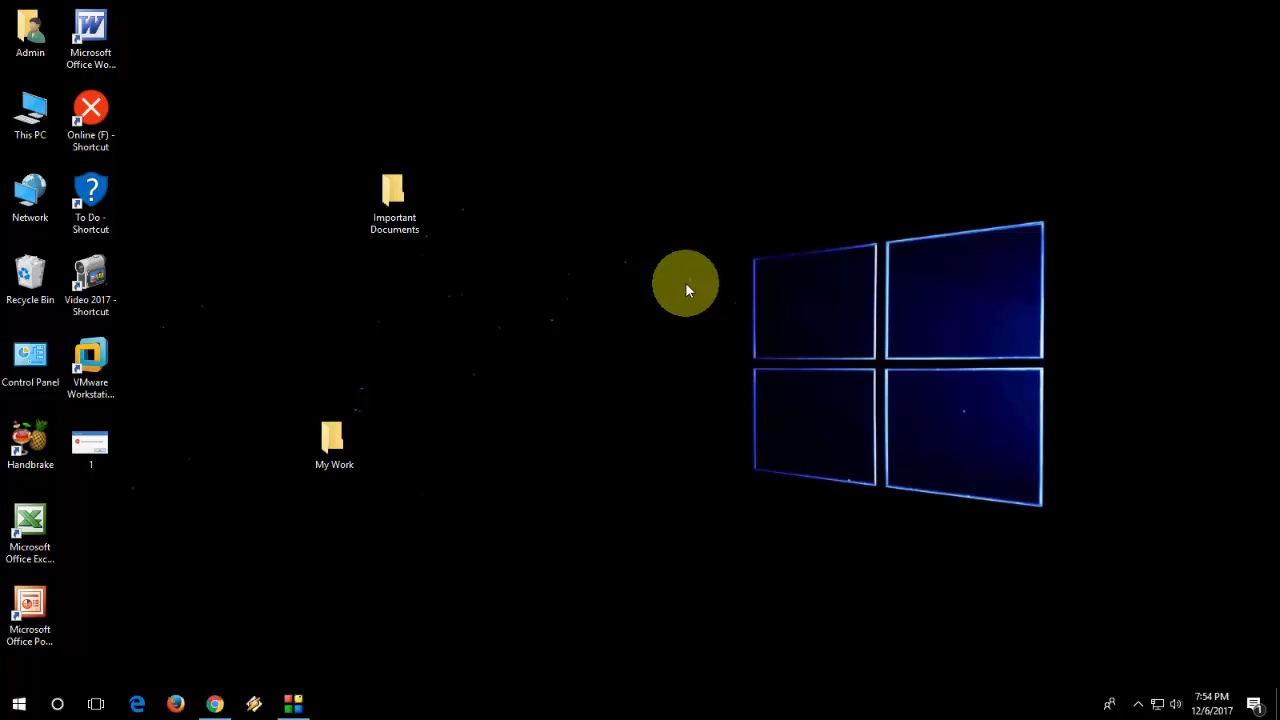 Admin
Microsoft
Office Wo...
This PC
Online (F) -
Shortcut
Network
To Do -
Shortcut
Recycle Bin
Video 2017 -
Shortcut
Control Panel
VMware
Workstati...
Handbrake
1
Microsoft
Office Exc...
Microsoft
Office Po...
Important
Documents
My Work
7:54 PM
12/6/2017
1